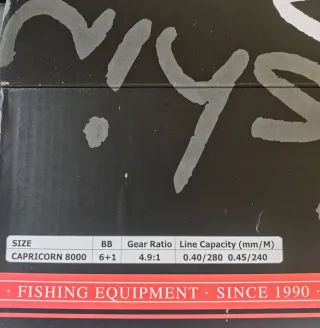 SIZE BB Gear Ratio Line Capacity (mm/M)
CAPRICORN 8000 6+1 4.9:1 0.40/280 0.45/240
· FISHING EQUIPMENT · SINCE 1990 ·